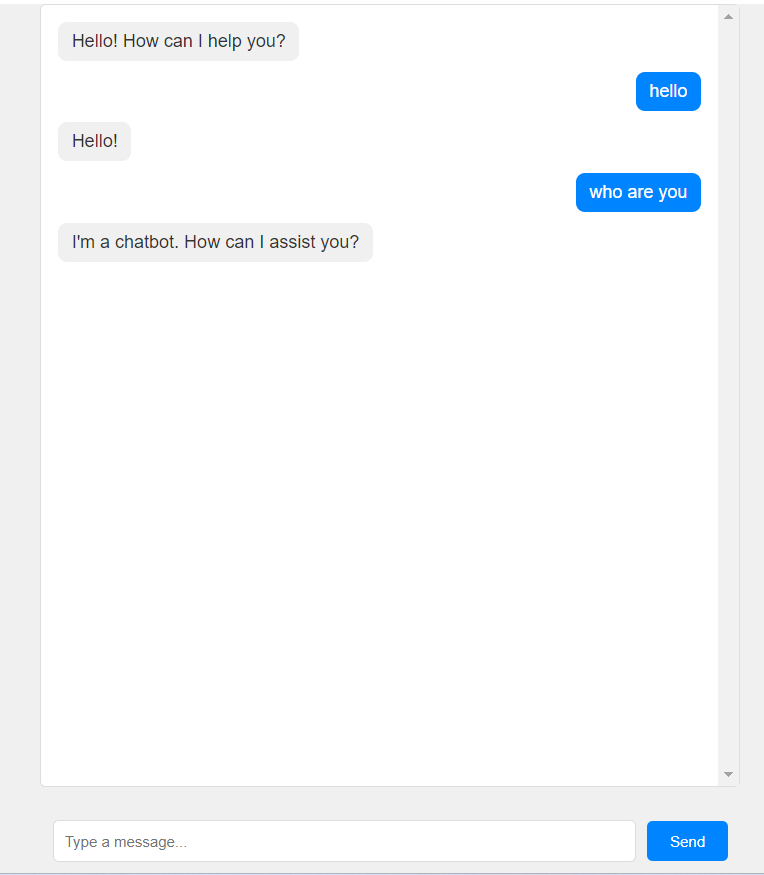 Hello! How can I help you?
hello
Hello!
who are you
I'm a chatbot. How can I assist you?
Type a message...
Send